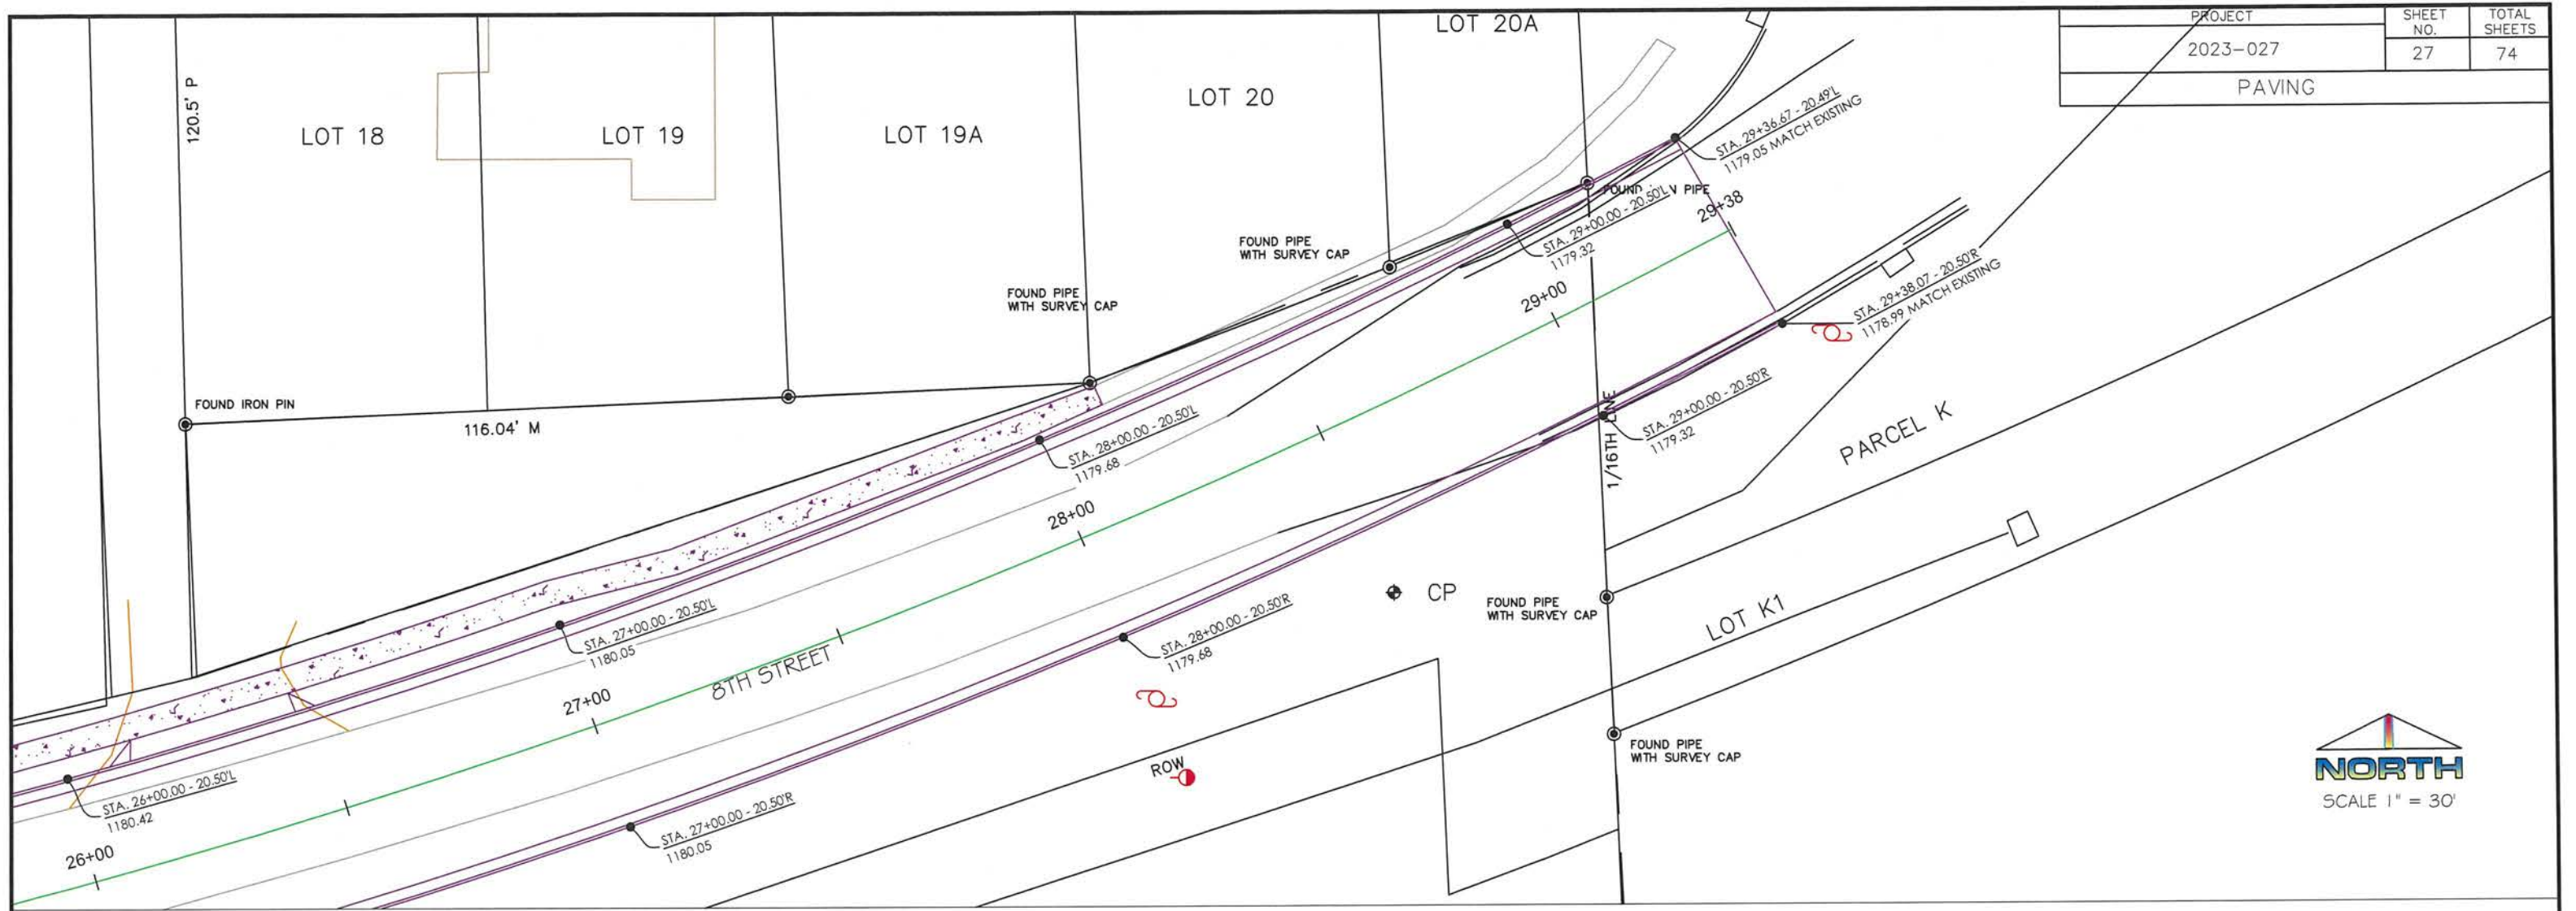 PROJECT
2023-027
SHEET
NO.
27
TOTAL
SHEETS
74
PAVING
LOT 20A
LOT 20
120.5' P
LOT 18
LOT 19
LOT 19A
STA. 29+36.67 - 20.49'L
1179.05 MATCH EXISTING
FOUND
PIPE
29+38
STA. 29+00.00 - 20.50'L
1179.32
FOUND PIPE
WITH SURVEY CAP
FOUND PIPE
WITH SURVEY CAP
29+00
STA. 29+38.07 - 20.50'R
1178.99 MATCH EXISTING
FOUND IRON PIN
116.04' M
STA. 28+00.00 - 20.50'L
1179.68
STA. 29+00.00 - 20.50'R
1179.32
1/16TH LINE
PARCEL K
28+00
CP
FOUND PIPE
WITH SURVEY CAP
LOT K1
STA. 27+00.00 - 20.50'L
1180.05
STA. 28+00.00 - 20.50'R
1179.68
8TH STREET
27+00
ROW
FOUND PIPE
WITH SURVEY CAP
STA. 26+00.00 - 20.50'L
1180.42
STA. 27+00.00 - 20.50'R
1180.05
26+00
NORTH
SCALE 1" = 30'